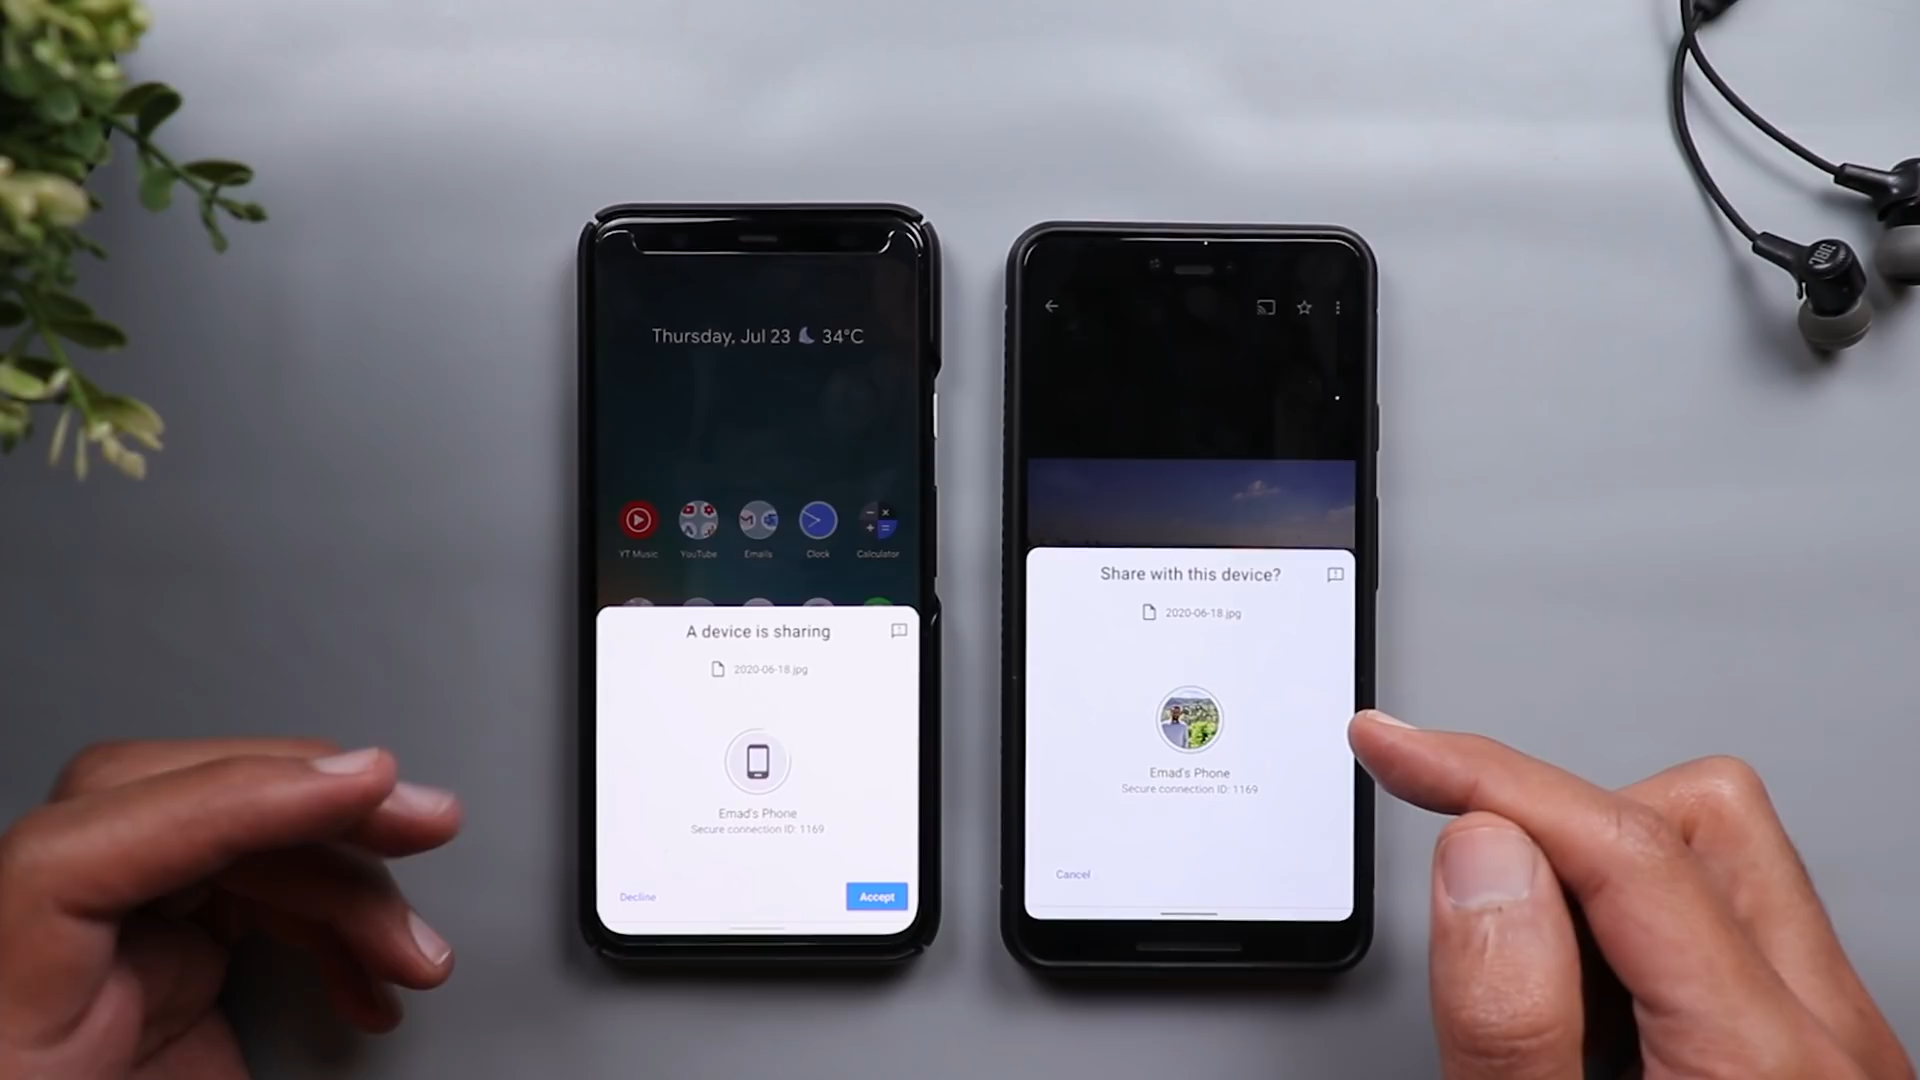 Thursday, Jul 23 34°C
YT Music
YouTube
Emails
Clock
Calculator
A device is sharing
2020-06-18.jpg
Emad's Phone
Secure connection ID: 1169
Decline
Accept
Share with this device?
2020-06-18.jpg
Emad's Phone
Secure connection ID: 1169
Cancel
JBL